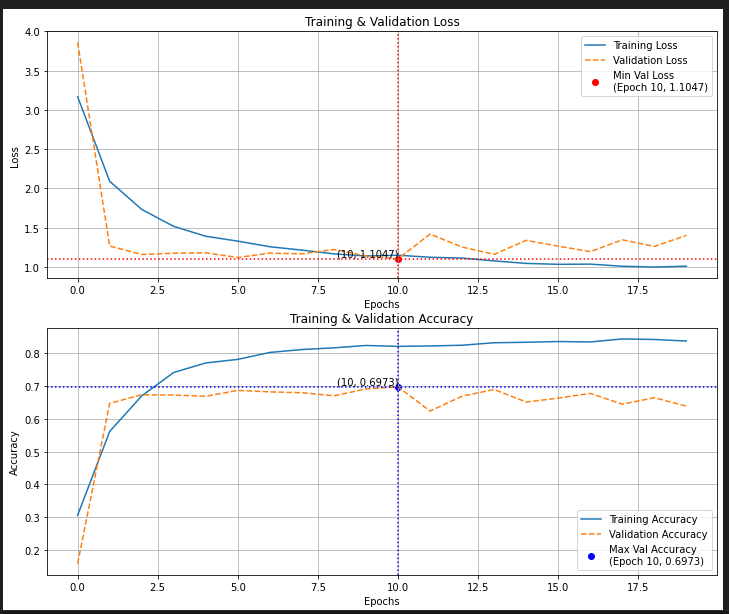 Training & Validation Loss
4.0
3.5
3.0
2.5
2.0
1.5
1.0
Loss
Training Loss
Validation Loss
Min Val Loss
(Epoch 10, 1.1047)
(10, 1.1047)
0.0 2.5 5.0 7.5 10.0 12.5 15.0 17.5
Epochs
Training & Validation Accuracy
0.8
0.7
0.6
0.5
0.4
0.3
0.2
Accuracy
(10, 0.6973)
Training Accuracy
Validation Accuracy
Max Val Accuracy
(Epoch 10, 0.6973)
0.0 2.5 5.0 7.5 10.0 12.5 15.0 17.5
Epochs